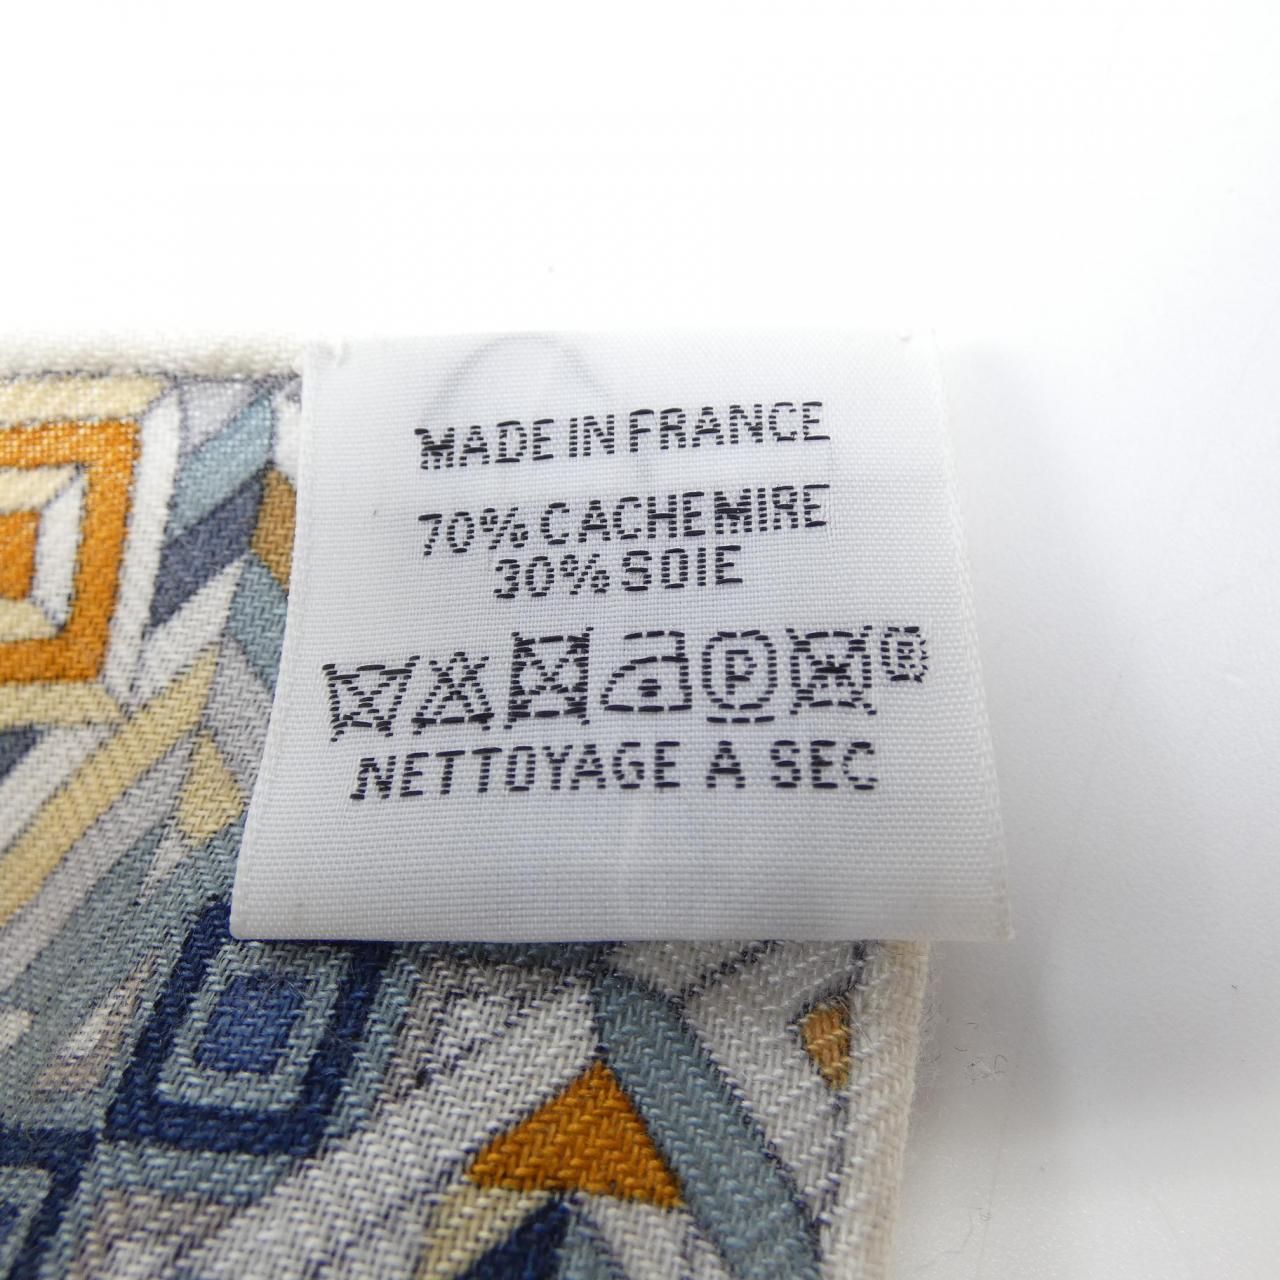 MADE IN FRANCE
70% CACHEMIRE
30% SOIE
P ®
NETTOYAGE A SEC